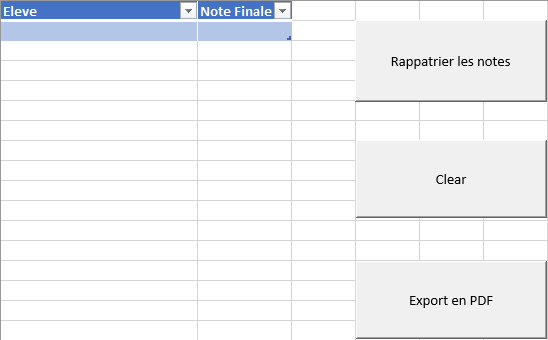 Eleve
Note Finale
Rappatrier les notes
Clear
Export en PDF